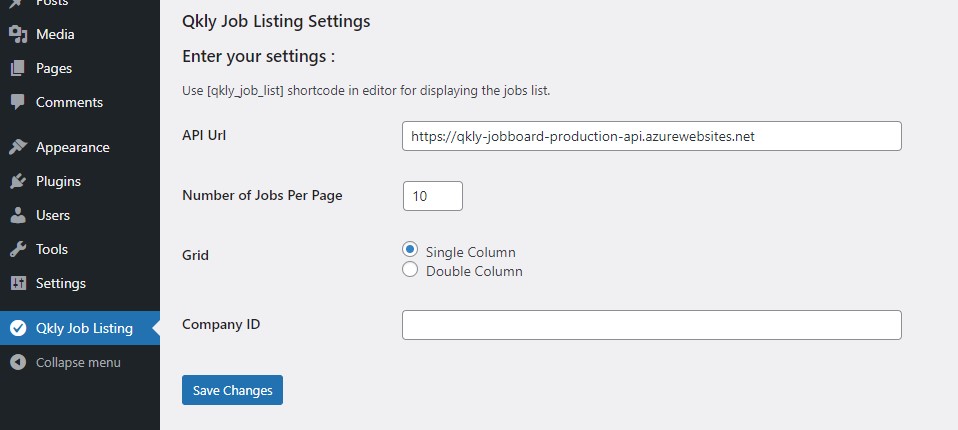 Posts
Media
Pages
Comments
Appearance
Plugins
Users
Tools
Settings
Qkly Job Listing
Collapse menu
Qkly Job Listing Settings
Enter your settings :
Use [qkly_job_list] shortcode in editor for displaying the jobs list.
API Url
https://qkly-jobboard-production-api.azurewebsites.net
Number of Jobs Per Page
10
Grid
Single Column
Double Column
Company ID
Save Changes